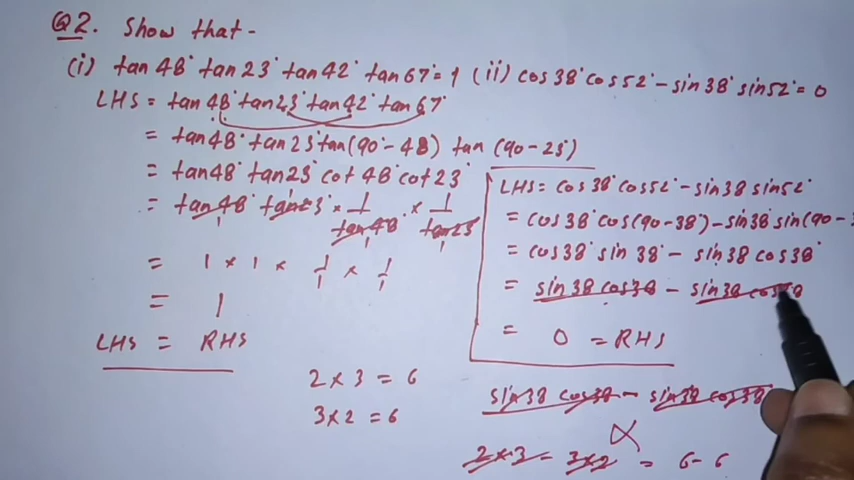 Q2. Show that -
(i) tan 48° tan 23° tan 42° tan 67° = 1 (ii) cos 38° cos 52° - sin 38° sin 52° = 0
LHS = tan 48° tan 23° tan 42° tan 67°
= tan 48° tan 23° tan (90° - 48) tan (90 - 23°)
= tan 48° tan 23° cot 48° cot 23°
= tan 48° tan 23° × 1/tan 48 · × 1/tan 23
= 1 × 1 × 1/1 × 1/1
= 1
LHS = RHS
LHS = cos 38° cos 52° - sin 38 sin 52°
= cos 38° cos (90 - 38°) - sin 38° sin (90 -
= cos 38° sin 38° - sin 38 cos 38°
= sin 38 cos 38 - sin 38 cos 38
= 0 = RHS
2 × 3 = 6
3 × 2 = 6
sin 38 cos 38 - sin 38 cos 38
2 × 3 - 3 × 2 = 6 - 6